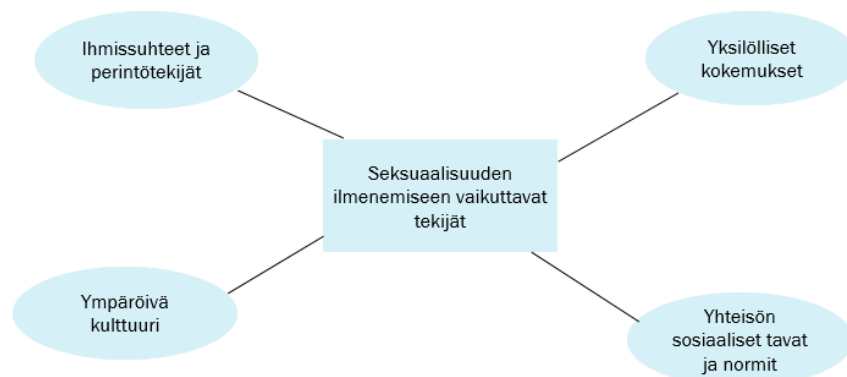 Ihmissuhteet ja
perintötekijät
Yksilölliset
kokemukset
Seksuaalisuuden
ilmenemiseen vaikuttavat
tekijät
Ympäröivä
kulttuuri
Yhteisön
sosiaaliset tavat
ja normit